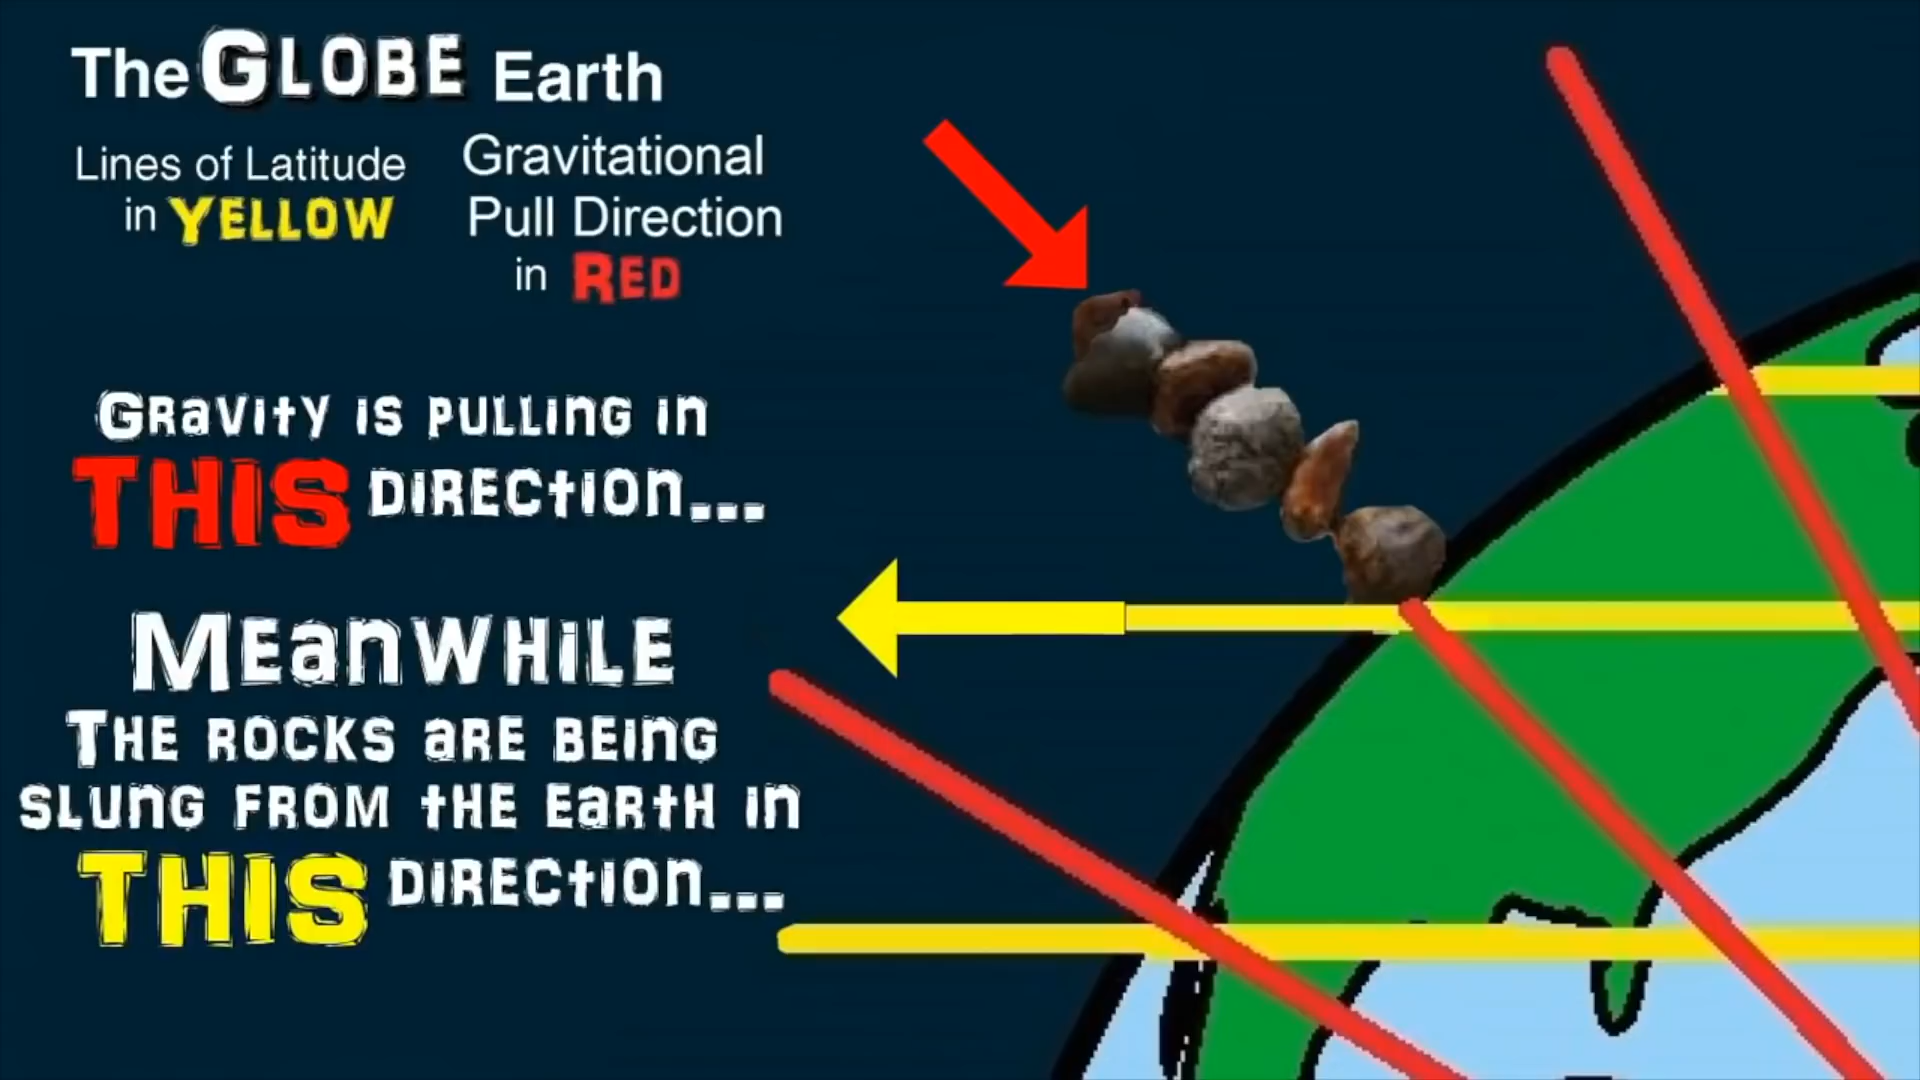 The GLOBE Earth
Lines of Latitude
in YELLOW
Gravitational
Pull Direction
in RED
GRaVitY iS PULLinG in
THIS DiRECtiOn...
MEanWHiLE
THE ROCKS aRE BEinG
SLUnG FROM tHE EaRtH in
THIS DiRECtiOn...